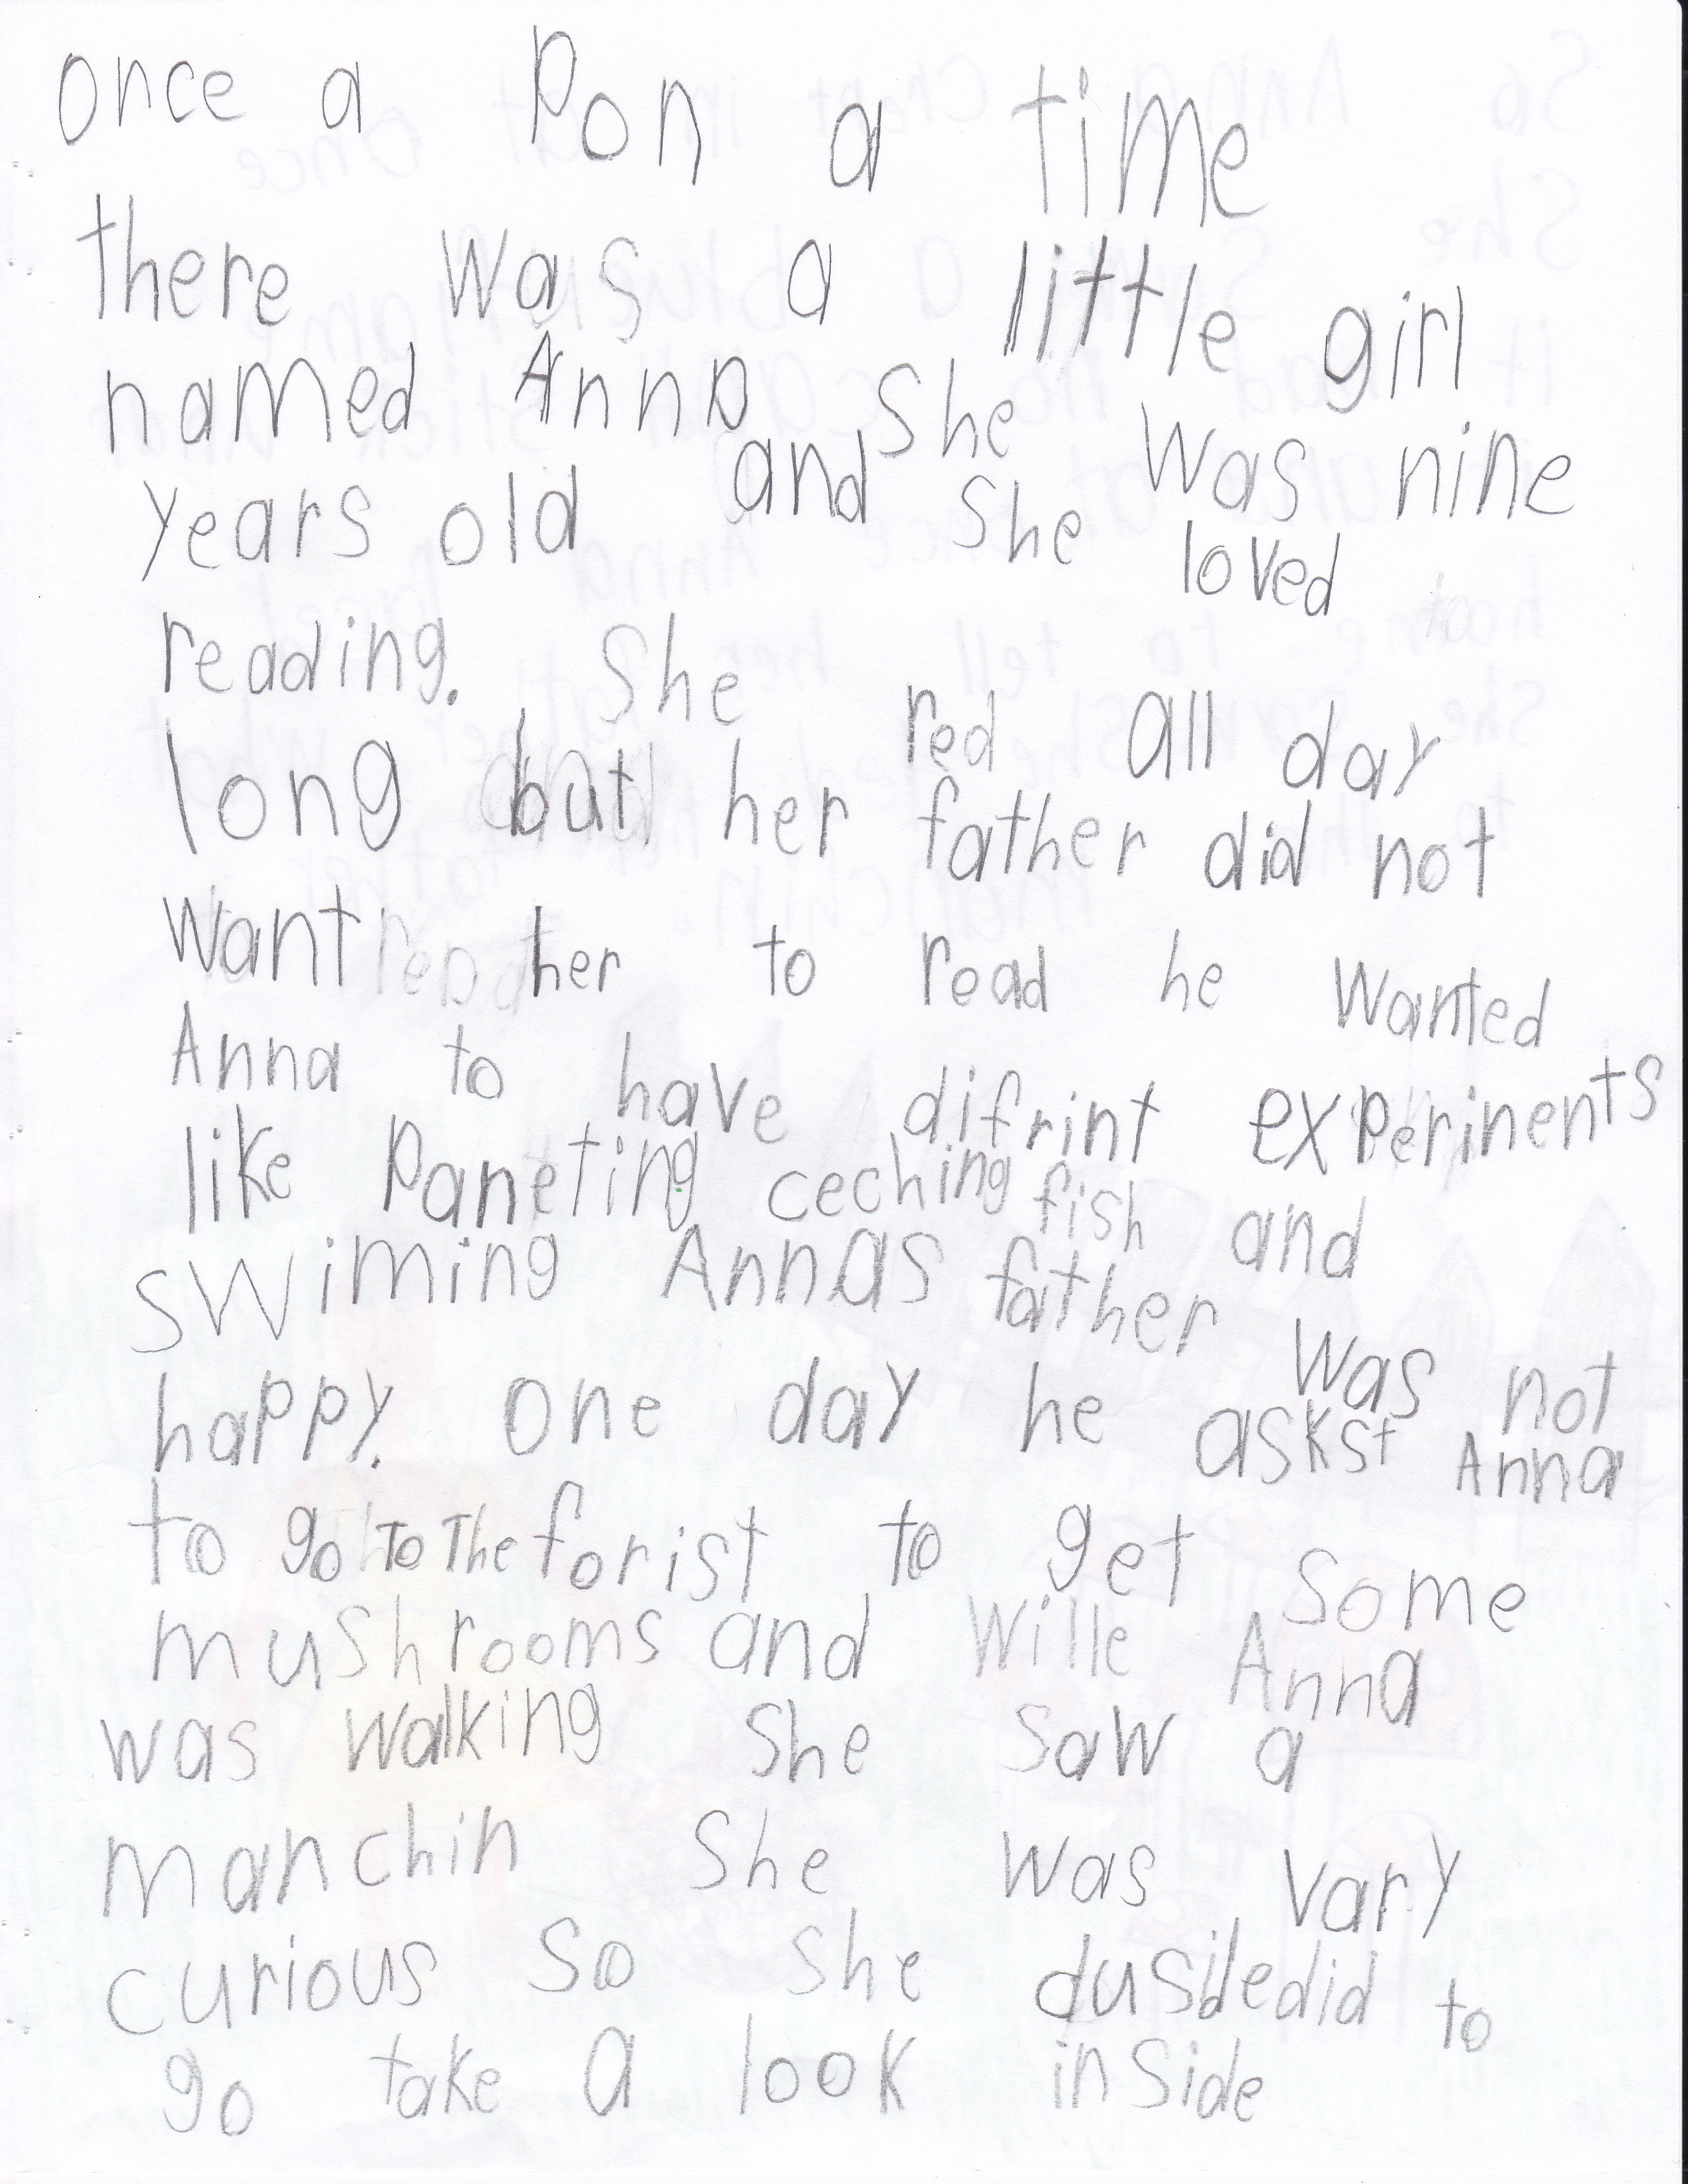 once a pon a time
there was a little girl
named Anna she was nine
years old and she loved
reading. She red all day
long but her father did not
want her to read he wanted
Anna to have difrint experinents
like paneting ceching fish and
swiming Annas father was not
happy. One day he askst Anna
to go To The forist to get some
mushrooms and wille Anna
was walking she saw a
manchin she was vary
curious so she dusidedid to
go take a look inside